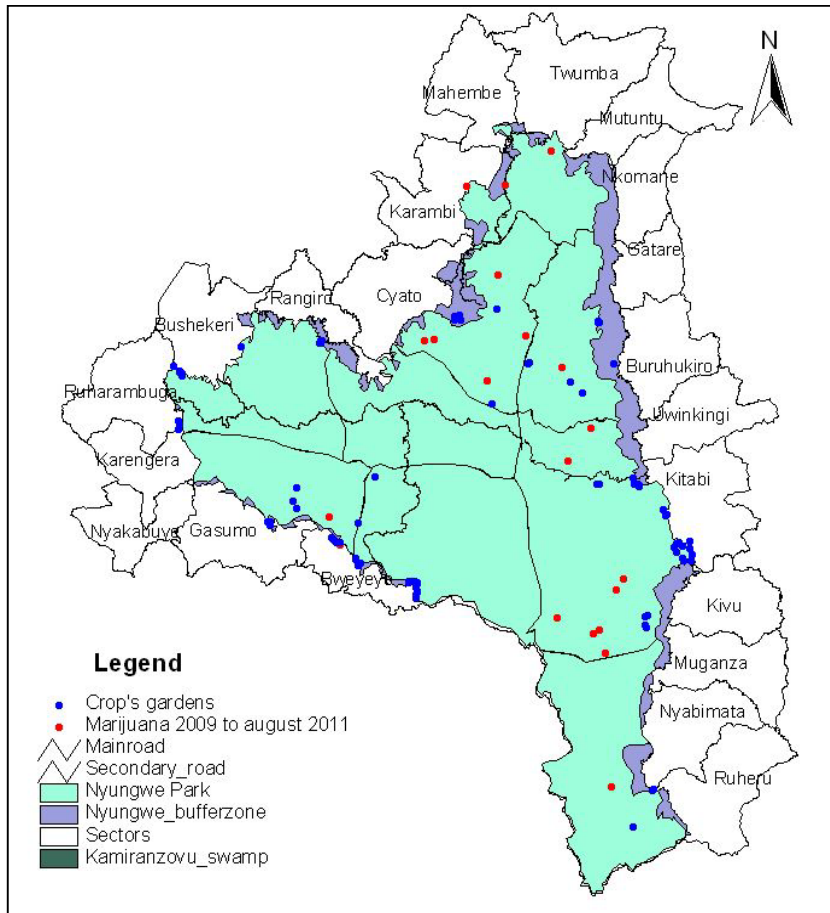 N
Twumba
Mahembe
Mutuntu
Nkomane
Karambi
Gatare
Rangiro
Cyato
Bushekeri
Buruhukiro
Ruharambuga
Uwinkingi
Karengera
Kitabi
Nyakabuye
Gasumo
Bweyeye
Kivu
Muganza
Nyabimata
Ruheru
Legend
Crop's gardens
Marijuana 2009 to august 2011
Mainroad
Secondary_road
Nyungwe Park
Nyungwe_bufferzone
Sectors
Kamiranzovu_swamp